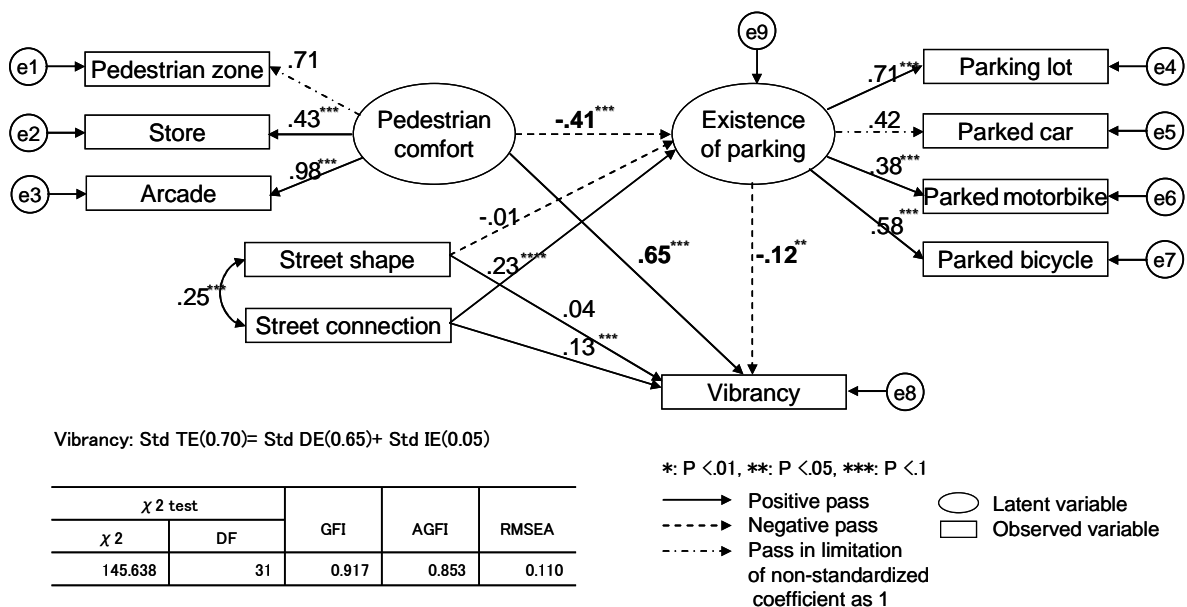 e9
e1
Pedestrian zone
.71
.71***
Parking lot
e4
e2
Store
.43***
Pedestrian
comfort
-.41***
Existence
of parking
.42
Parked car
e5
e3
Arcade
.98***
.38***
Parked motorbike
e6
-.01
.58***
Street shape
.65***
-.12**
Parked bicycle
e7
.25***
.23****
Street connection
.04
.13***
Vibrancy
e8
Vibrancy: Std TE(0.70)= Std DE(0.65)+ Std IE(0.05)
*: P <.01, **: P <.05, ***: P <.1
Positive pass
Latent variable
Negative pass
Observed variable
Pass in limitation
of non-standardized
coefficient as 1
χ2 test
GFI
AGFI
RMSEA
χ2
DF
145.638
31
0.917
0.853
0.110